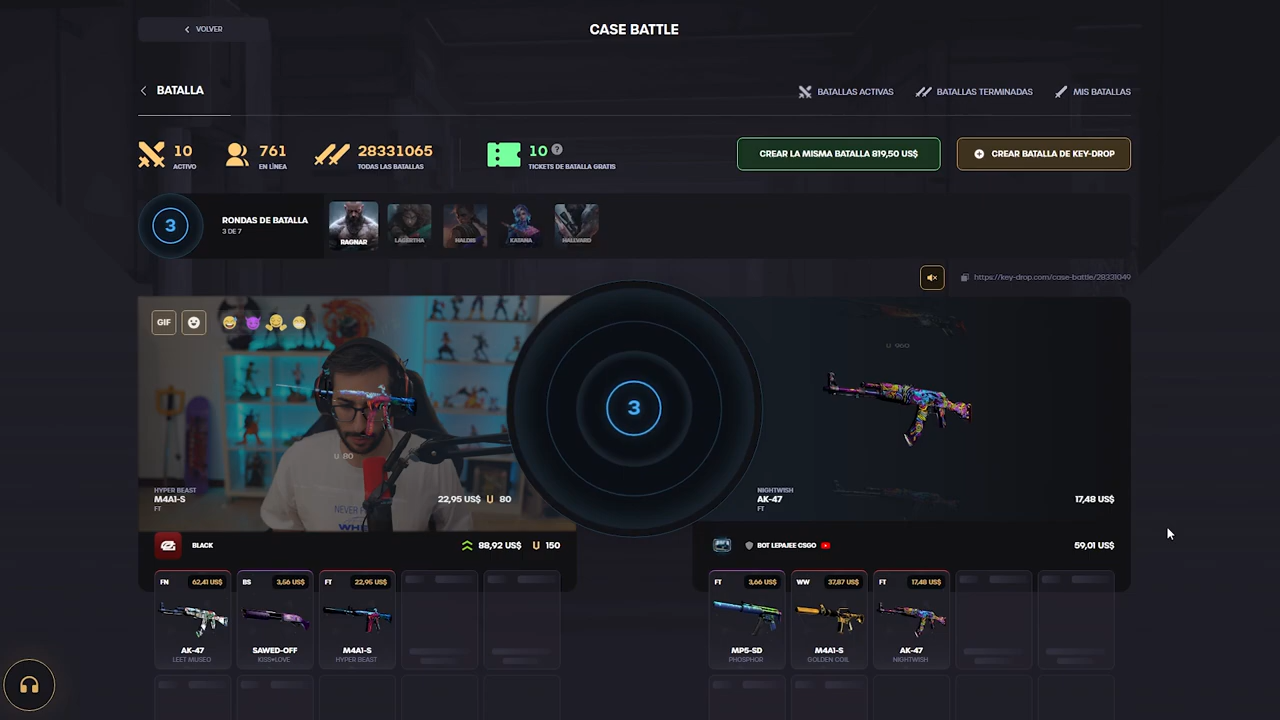 VOLVER
CASE BATTLE
BATALLA
BATALLAS ACTIVAS
BATALLAS TERMINADAS
MIS BATALLAS
10
ACTIVO
761
EN LÍNEA
28331065
TODAS LAS BATALLAS
10
?
TICKETS DE BATALLA GRATIS
CREAR LA MISMA BATALLA 819,50 US$
CREAR BATALLA DE KEY-DROP
3
RONDAS DE BATALLA
3 DE 7
RAGNAR
LAGERTHA
HALDIS
KATANA
HALLVARD
https://key-drop.com/case-battle/28331049
GIF
U 960
3
U 80
HYPER BEAST
M4A1-S
FT
22,95 US$ U 80
NEVER
WHE
NIGHTWISH
AK-47
FT
17,48 US$
BLACK
88,92 US$
U 150
BOT LEPAJEE CSGO
59,01 US$
FN 62,41 US$
BS 3,56 US$
FT 22,95 US$
FT 3,66 US$
WW 37,87 US$
FT 17,48 US$
AK-47
LEET MUSEO
SAWED-OFF
KISS♥LOVE
M4A1-S
HYPER BEAST
MP5-SD
PHOSPHOR
M4A1-S
GOLDEN COIL
AK-47
NIGHTWISH